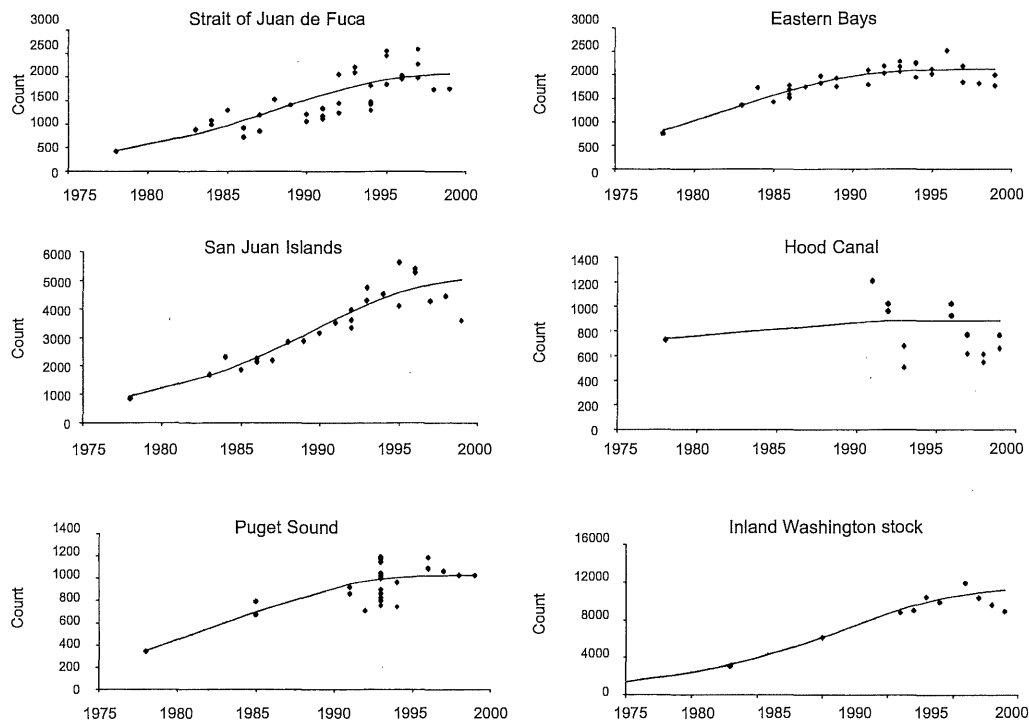 Strait of Juan de Fuca
3000
2500
2000
1500
1000
500
0
Count
1975 1980 1985 1990 1995 2000
Eastern Bays
3000
2500
2000
1500
1000
500
0
Count
1975 1980 1985 1990 1995 2000
San Juan Islands
6000
5000
4000
3000
2000
1000
0
Count
1975 1980 1985 1990 1995 2000
Hood Canal
1400
1200
1000
800
600
400
200
0
Count
1975 1980 1985 1990 1995 2000
Puget Sound
1400
1200
1000
800
600
400
200
0
Count
1975 1980 1985 1990 1995 2000
Inland Washington stock
16000
12000
8000
4000
0
Count
1975 1980 1985 1990 1995 2000